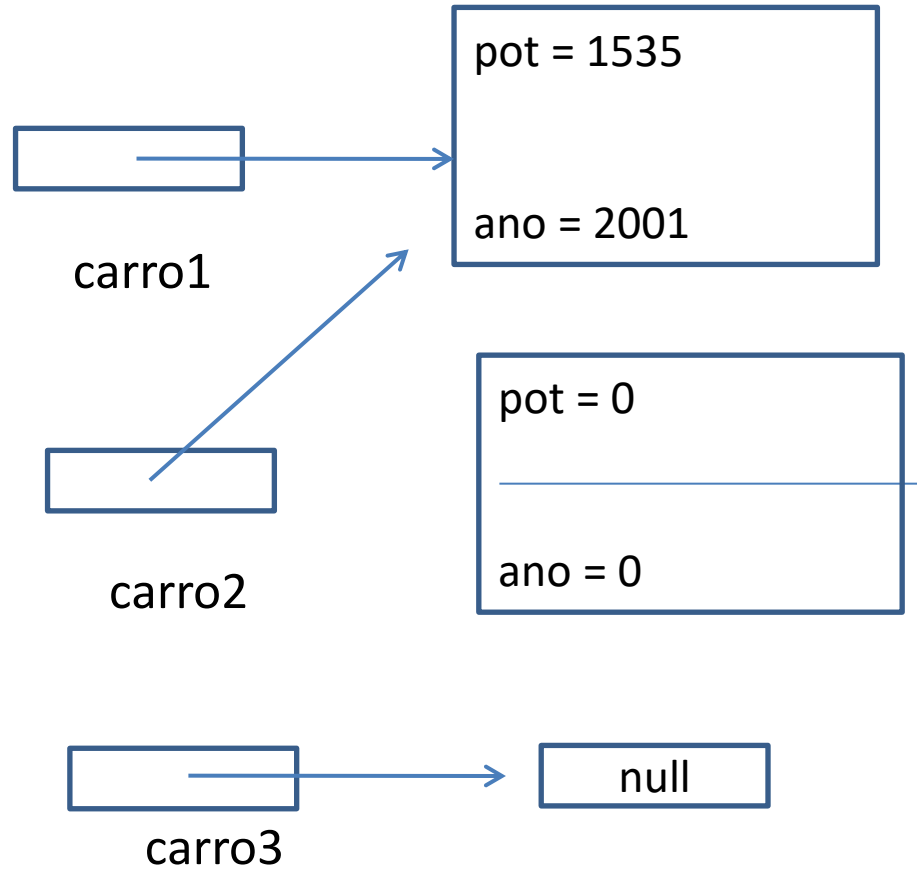 pot = 1535
ano = 2001
carro1
pot = 0
ano = 0
carro2
null
carro3